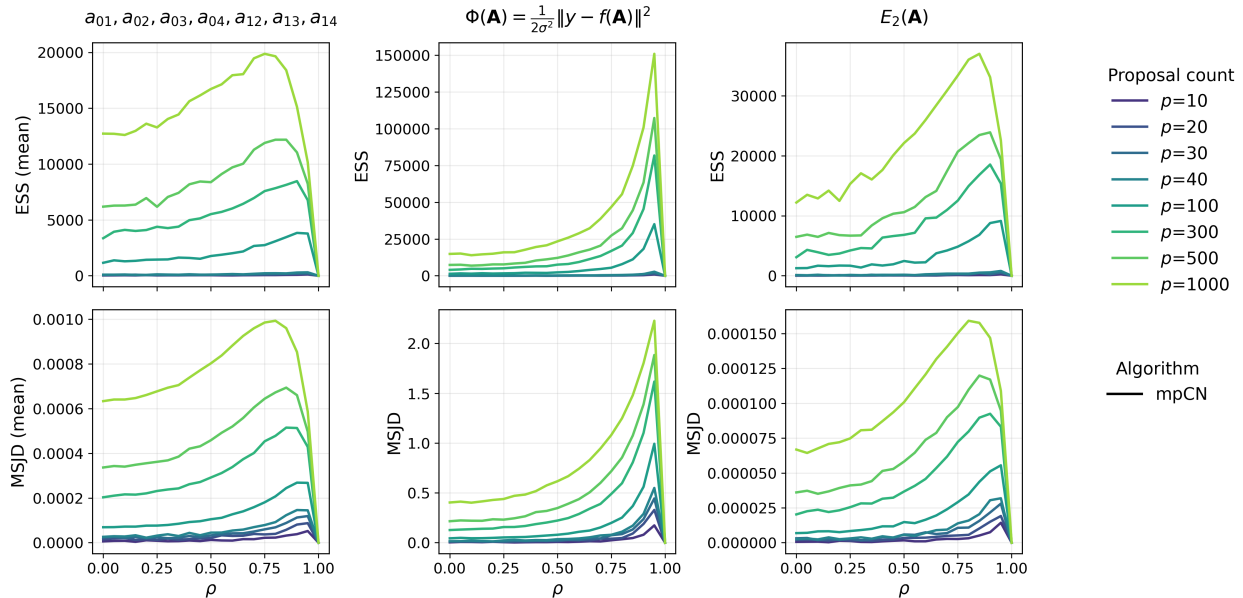 a₀₁, a₀₂, a₀₃, a₀₄, a₁₂, a₁₃, a₁₄
Φ(A) = 1/(2σ²) ‖y − f(A)‖²
E₂(A)
ESS (mean)
20000
15000
10000
5000
0
ESS
150000
125000
100000
75000
50000
25000
0
ESS
30000
20000
10000
0
MSJD (mean)
0.0010
0.0008
0.0006
0.0004
0.0002
0.0000
0.00 0.25 0.50 0.75 1.00
ρ
MSJD
2.0
1.5
1.0
0.5
0.0
0.00 0.25 0.50 0.75 1.00
ρ
MSJD
0.000150
0.000125
0.000100
0.000075
0.000050
0.000025
0.000000
0.00 0.25 0.50 0.75 1.00
ρ
Proposal count
p=10
p=20
p=30
p=40
p=100
p=300
p=500
p=1000
Algorithm
mpCN